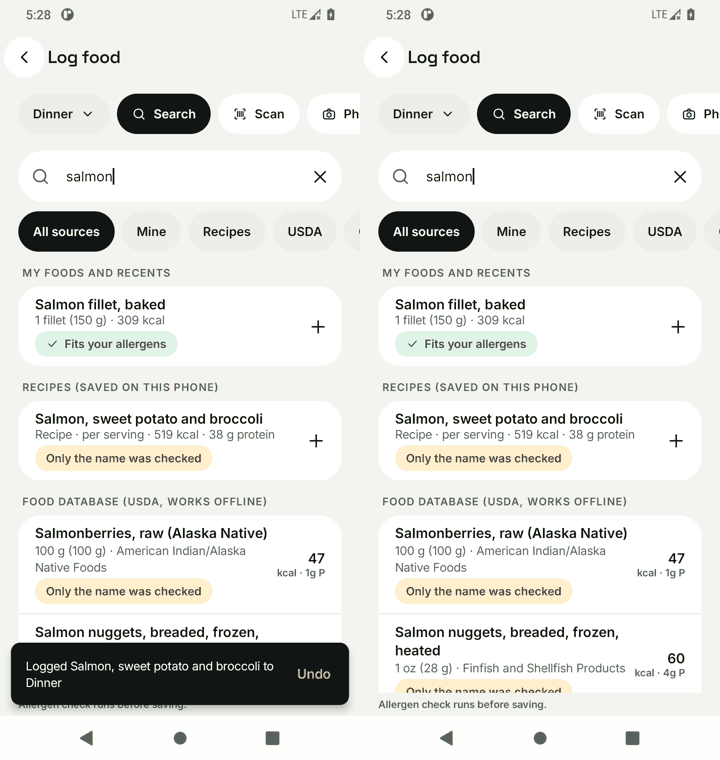 5:28
LTE
Log food
Dinner
Search
Scan
Ph
salmon
All sources
Mine
Recipes
USDA
MY FOODS AND RECENTS
Salmon fillet, baked
1 fillet (150 g) · 309 kcal
Fits your allergens
RECIPES (SAVED ON THIS PHONE)
Salmon, sweet potato and broccoli
Recipe · per serving · 519 kcal · 38 g protein
Only the name was checked
FOOD DATABASE (USDA, WORKS OFFLINE)
Salmonberries, raw (Alaska Native)
100 g (100 g) · American Indian/Alaska
Native Foods
47
kcal · 1g P
Only the name was checked
Salmon nuggets, breaded, frozen,
Logged Salmon, sweet potato and broccoli to
Dinner
Undo
Allergen check runs before saving.
5:28
LTE
Log food
Dinner
Search
Scan
Ph
salmon
All sources
Mine
Recipes
USDA
MY FOODS AND RECENTS
Salmon fillet, baked
1 fillet (150 g) · 309 kcal
Fits your allergens
RECIPES (SAVED ON THIS PHONE)
Salmon, sweet potato and broccoli
Recipe · per serving · 519 kcal · 38 g protein
Only the name was checked
FOOD DATABASE (USDA, WORKS OFFLINE)
Salmonberries, raw (Alaska Native)
100 g (100 g) · American Indian/Alaska
Native Foods
47
kcal · 1g P
Only the name was checked
Salmon nuggets, breaded, frozen,
heated
1 oz (28 g) · Finfish and Shellfish Products
60
kcal · 4g P
Only the name was checked
Allergen check runs before saving.